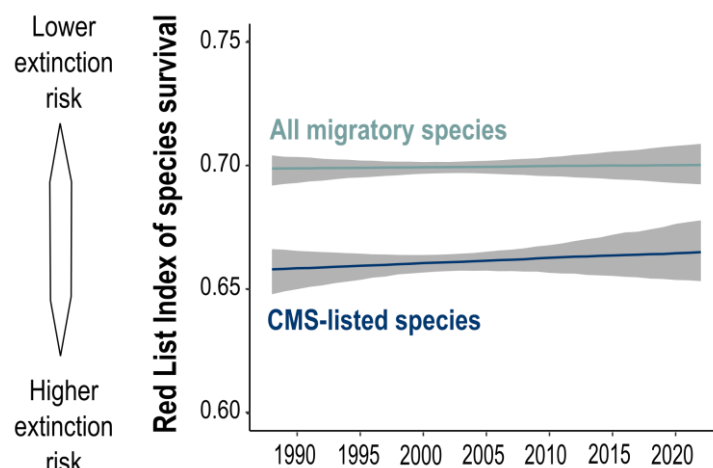 Lower
extinction
risk
Higher
extinction
risk
Red List Index of species survival
0.75
0.70
0.65
0.60
All migratory species
CMS-listed species
1990 1995 2000 2005 2010 2015 2020